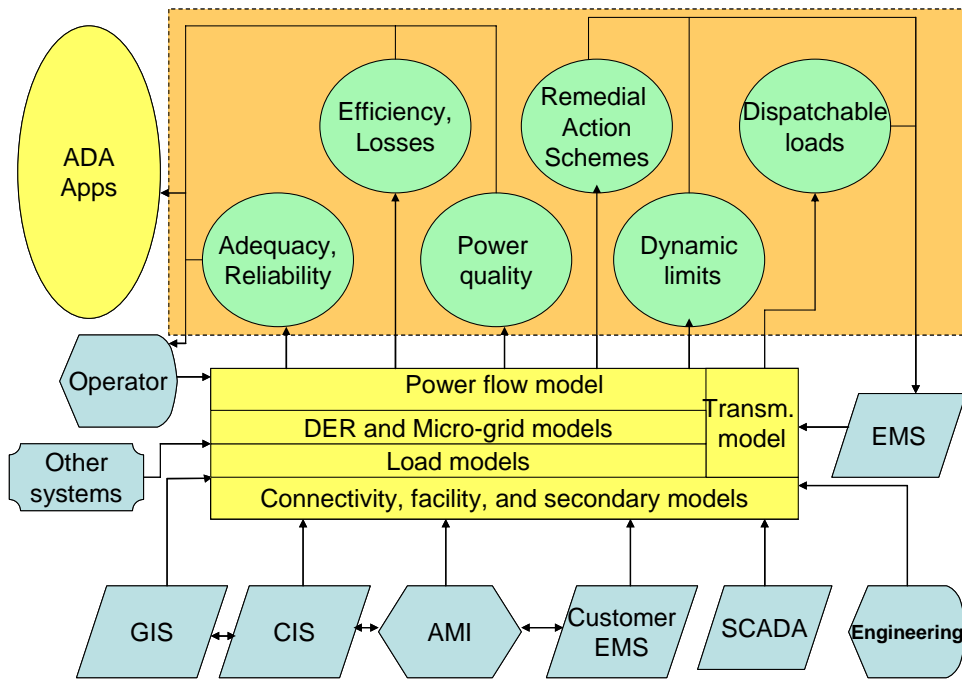 ADA
Apps
Efficiency,
Losses
Remedial
Action
Schemes
Dispatchable
loads
Adequacy,
Reliability
Power
quality
Dynamic
limits
Operator
Power flow model
Transm.
model
DER and Micro-grid models
EMS
Other
systems
Load models
Connectivity, facility, and secondary models
GIS
CIS
AMI
Customer
EMS
SCADA
Engineering